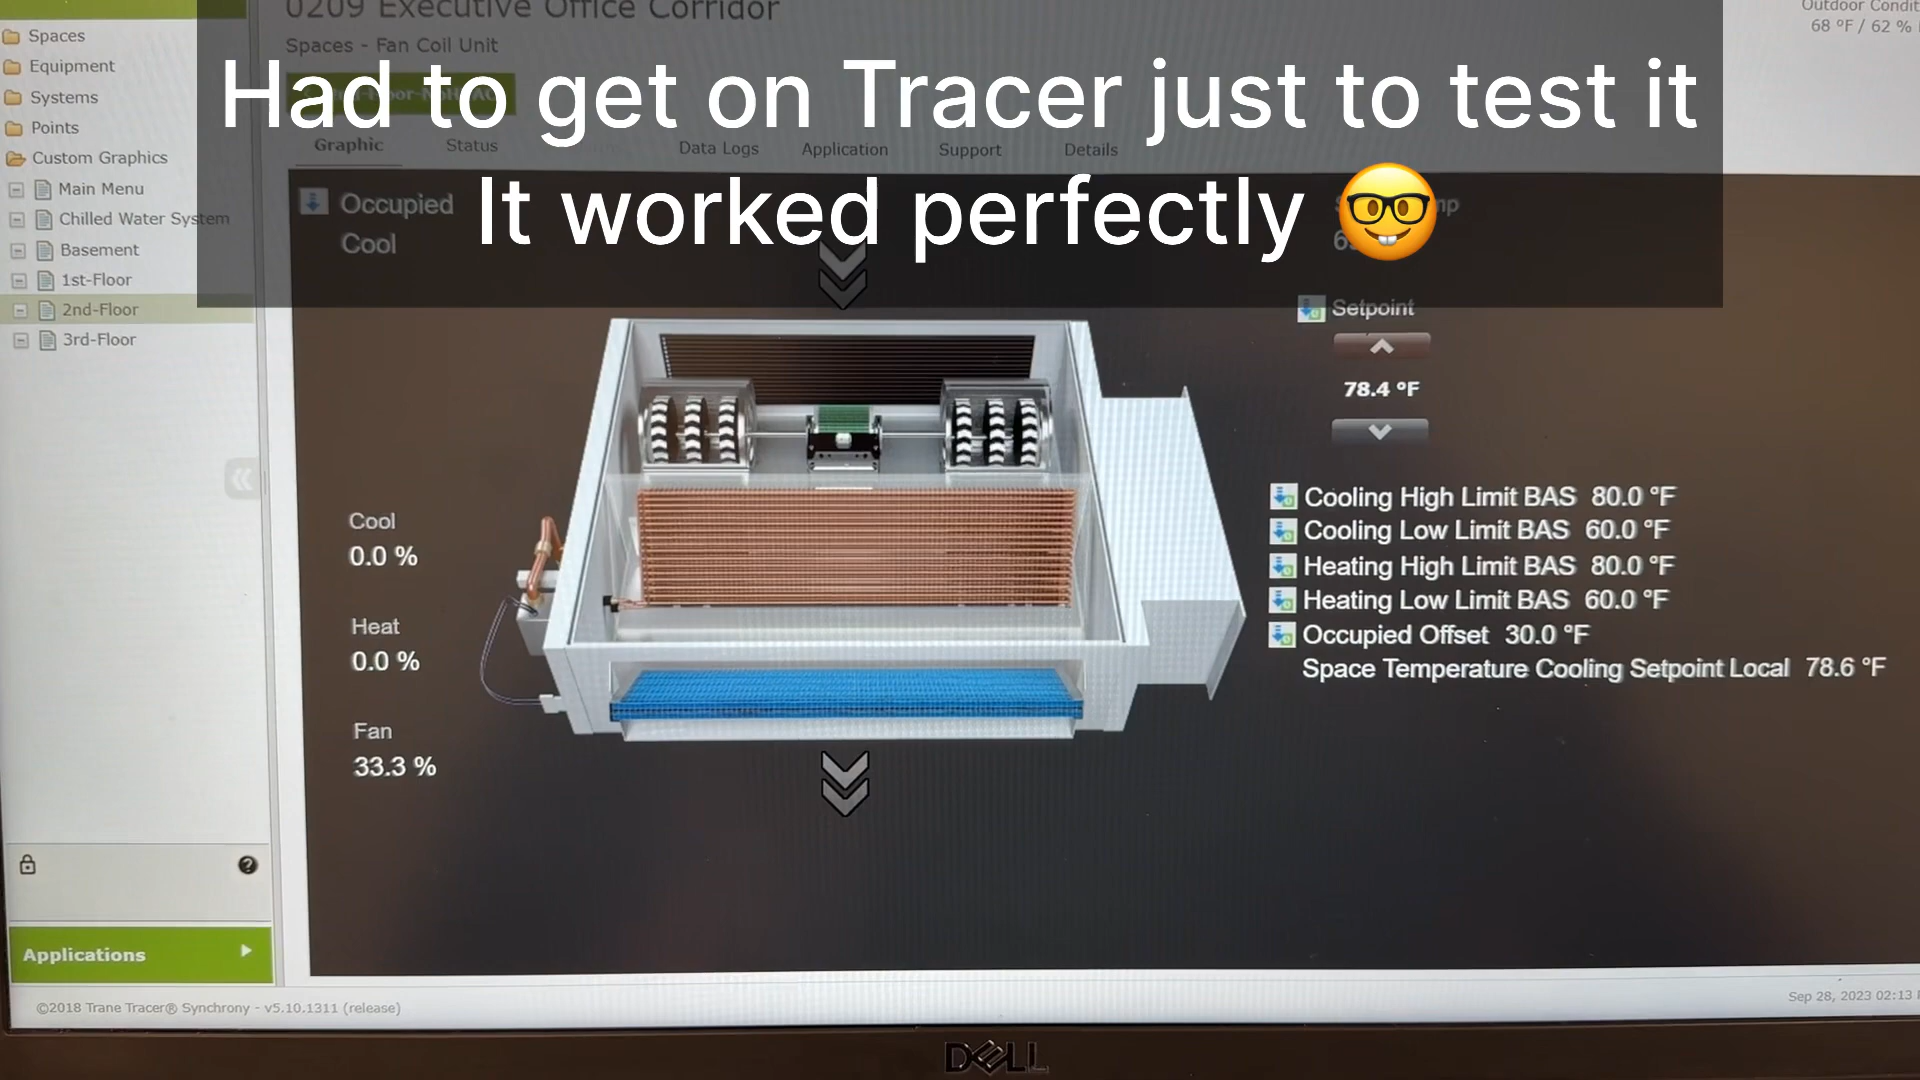 0209 Executive Office Corridor
Outdoor Condit
Spaces - Fan Coil Unit
68 °F / 62 %
Had to get on Tracer just to test it
It worked perfectly 🤓
Spaces
Equipment
Systems
Points
Custom Graphics
Main Menu
Chilled Water System
Basement
1st-Floor
2nd-Floor
3rd-Floor
Graphic
Status
Data Logs
Application
Support
Details
Occupied
Cool
Setpoint
78.4 °F
Cooling High Limit BAS 80.0 °F
Cooling Low Limit BAS 60.0 °F
Heating High Limit BAS 80.0 °F
Heating Low Limit BAS 60.0 °F
Occupied Offset 30.0 °F
Space Temperature Cooling Setpoint Local 78.6 °F
Cool
0.0 %
Heat
0.0 %
Fan
33.3 %
Applications
©2018 Trane Tracer® Synchrony - v5.10.1311 (release)
Sep 28, 2023 02:13
DELL